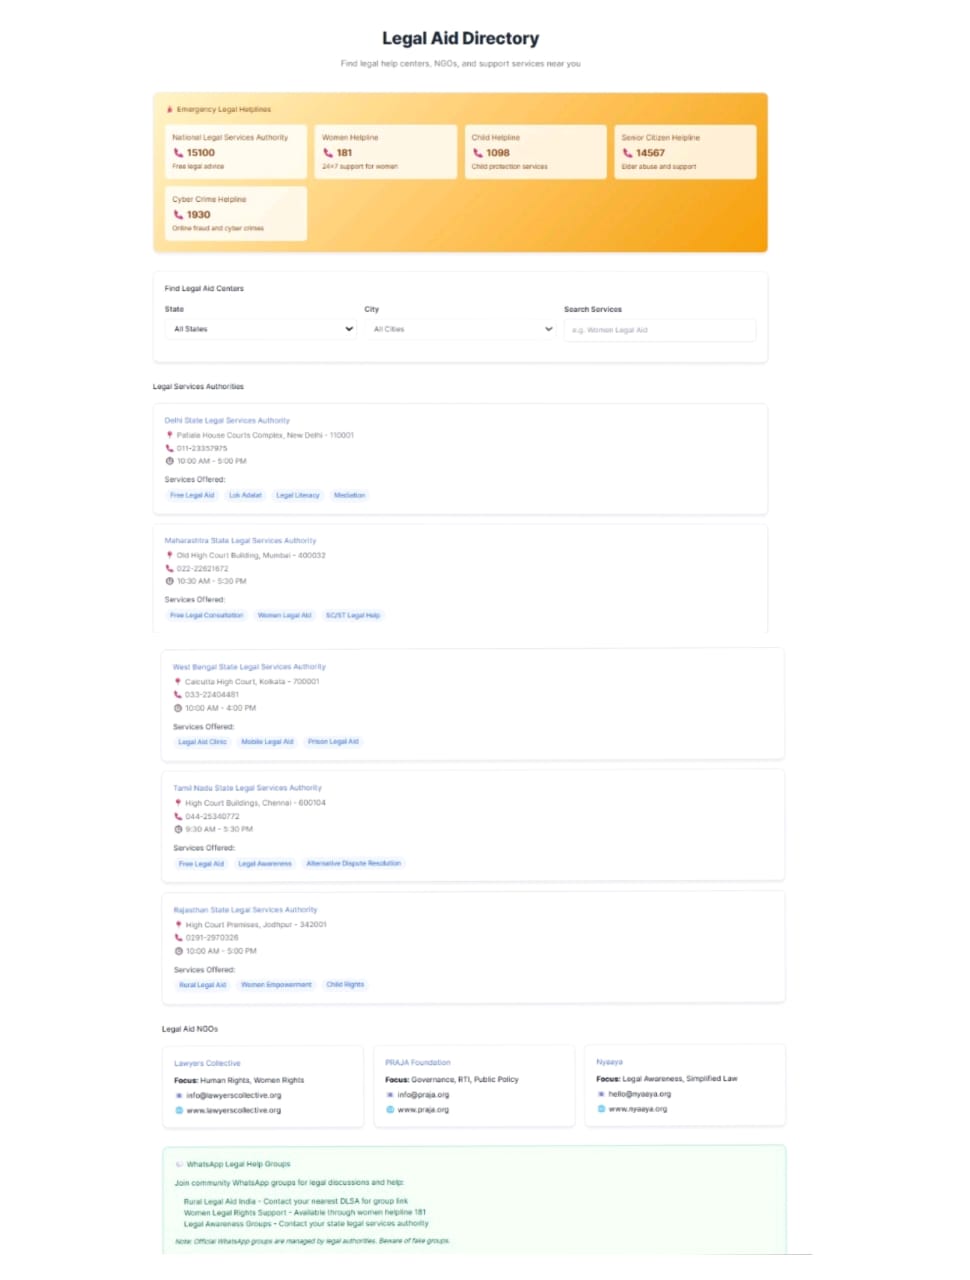 Legal Aid Directory
Find legal help centers, NGOs, and support services near you
Emergency Legal Helplines
National Legal Services Authority
15100
Free legal advice
Women Helpline
181
24x7 support for women
Child Helpline
1098
Child protection services
Senior Citizen Helpline
14567
Elder abuse and support
Cyber Crime Helpline
1930
Online fraud and cyber crimes
Find Legal Aid Centers
State
All States
City
All Cities
Search Services
e.g. Women Legal Aid
Legal Services Authorities
Delhi State Legal Services Authority
Patiala House Courts Complex, New Delhi - 110001
011-23357975
10:00 AM - 5:00 PM
Services Offered:
Free Legal Aid Lok Adalat Legal Literacy Mediation
Maharashtra State Legal Services Authority
Old High Court Building, Mumbai - 400032
022-22621672
10:30 AM - 5:30 PM
Services Offered:
Free Legal Consultation Women Legal Aid SC/ST Legal Help
West Bengal State Legal Services Authority
Calcutta High Court, Kolkata - 700001
033-22404481
10:00 AM - 4:00 PM
Services Offered:
Legal Aid Clinic Mobile Legal Aid Prison Legal Aid
Tamil Nadu State Legal Services Authority
High Court Buildings, Chennai - 600104
044-25340772
9:30 AM - 5:30 PM
Services Offered:
Free Legal Aid Legal Awareness Alternative Dispute Resolution
Rajasthan State Legal Services Authority
High Court Premises, Jodhpur - 342001
0291-2970326
10:00 AM - 5:00 PM
Services Offered:
Rural Legal Aid Women Empowerment Child Rights
Legal Aid NGOs
Lawyers Collective
Focus: Human Rights, Women Rights
info@lawyerscollective.org
www.lawyerscollective.org
PRAJA Foundation
Focus: Governance, RTI, Public Policy
info@praja.org
www.praja.org
Nyaaya
Focus: Legal Awareness, Simplified Law
hello@nyaaya.org
www.nyaaya.org
WhatsApp Legal Help Groups
Join community WhatsApp groups for legal discussions and help:
Rural Legal Aid India - Contact your nearest DLSA for group link
Women Legal Rights Support - Available through women helpline 181
Legal Awareness Groups - Contact your state legal services authority
Note: Official WhatsApp groups are managed by legal authorities. Beware of fake groups.